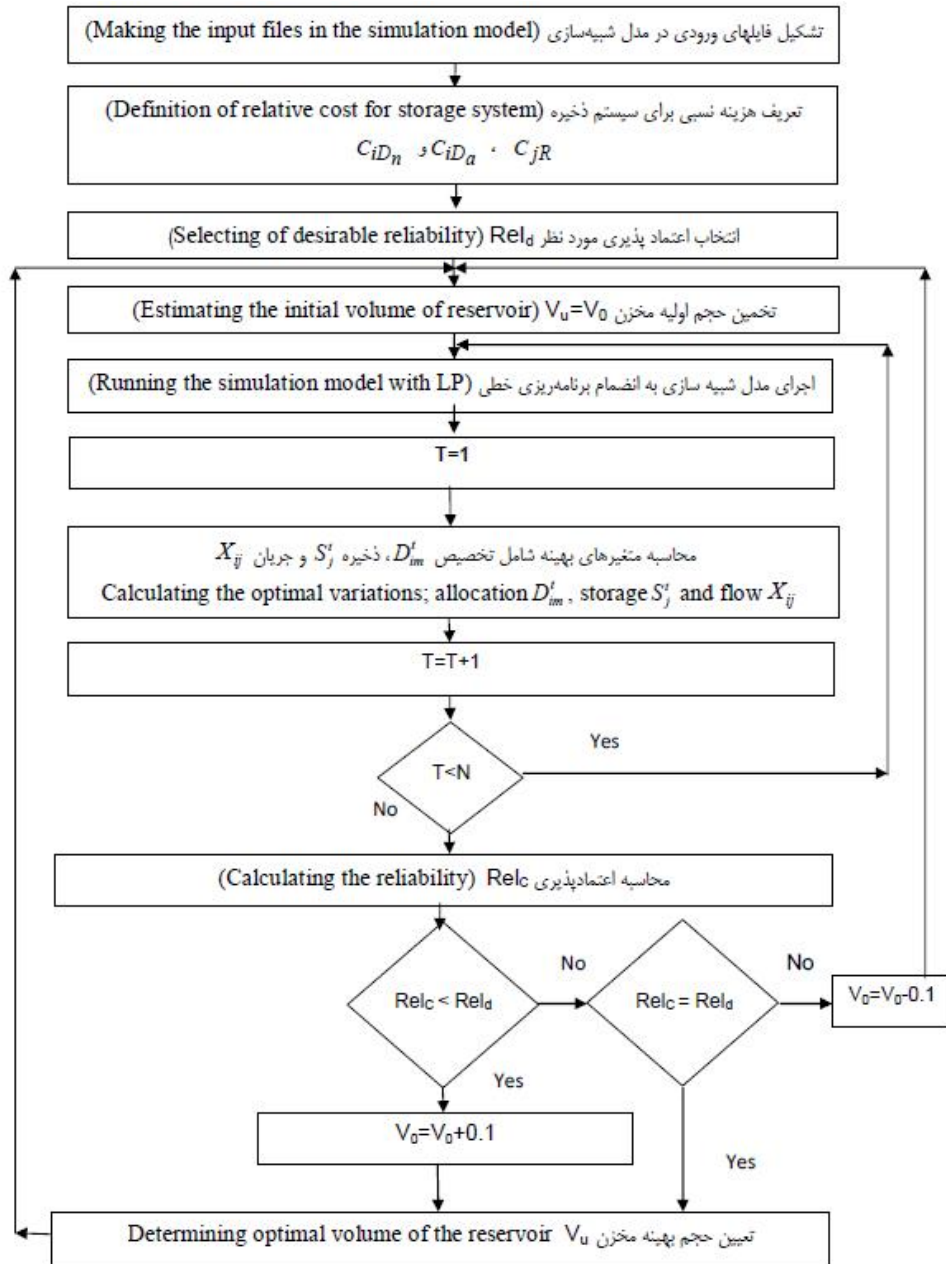 تشکیل فایلهای ورودی در مدل شبیه‌سازی (Making the input files in the simulation model)
تعریف هزینه نسبی برای سیستم ذخیره (Definition of relative cost for storage system)
C_{jR} ، C_{iD_a} و C_{iD_n}
انتخاب اعتماد پذیری مورد نظر Rel_d (Selecting of desirable reliability)
تخمین حجم اولیه مخزن V_u=V_0 (Estimating the initial volume of reservoir)
اجرای مدل شبیه سازی به انضمام برنامه‌ریزی خطی (Running the simulation model with LP)
T=1
محاسبه متغیرهای بهینه شامل تخصیص D_{im}^t، ذخیره S_j^t و جریان X_{ij}
Calculating the optimal variations; allocation D_{im}^t, storage S_j^t and flow X_{ij}
T=T+1
Yes
T<N
No
محاسبه اعتمادپذیری Rel_C (Calculating the reliability)
No
No
Rel_C < Rel_d
Rel_C = Rel_d
V_0=V_0-0.1
Yes
V_0=V_0+0.1
Yes
تعیین حجم بهینه مخزن V_u Determining optimal volume of the reservoir